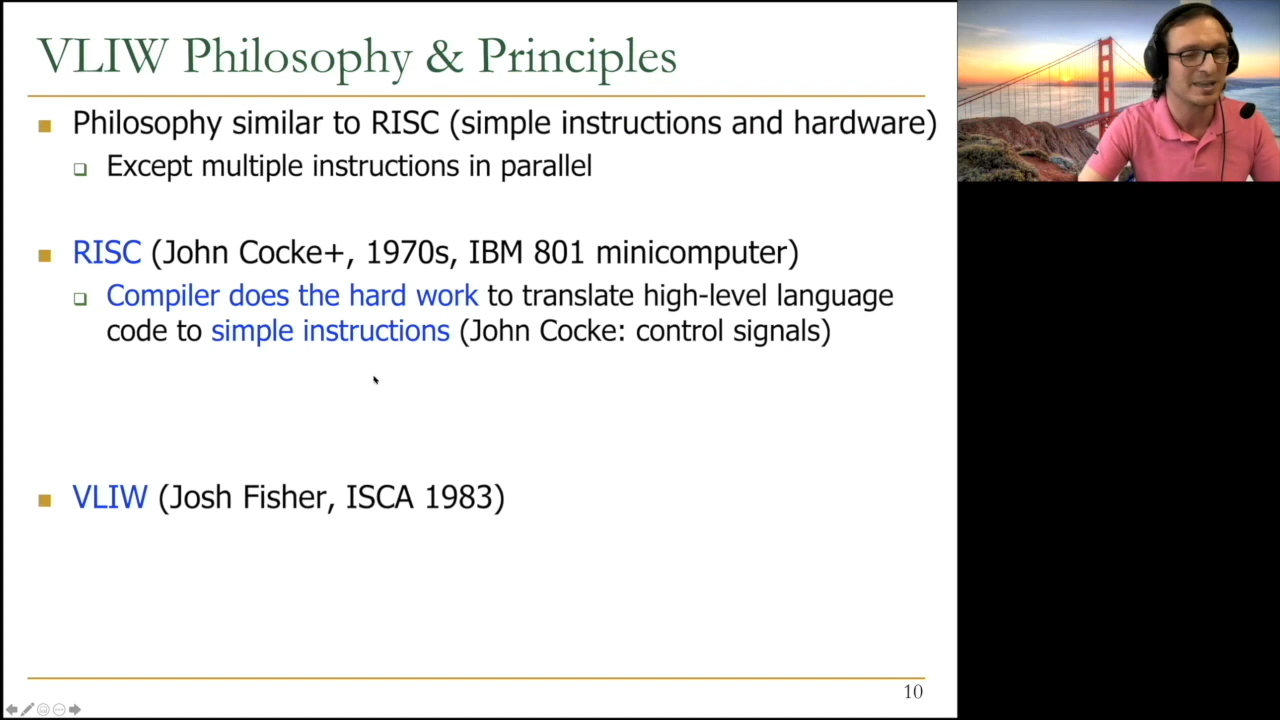 VLIW Philosophy & Principles
Philosophy similar to RISC (simple instructions and hardware)
Except multiple instructions in parallel
RISC (John Cocke+, 1970s, IBM 801 minicomputer)
Compiler does the hard work to translate high-level language
code to simple instructions (John Cocke: control signals)
VLIW (Josh Fisher, ISCA 1983)
10